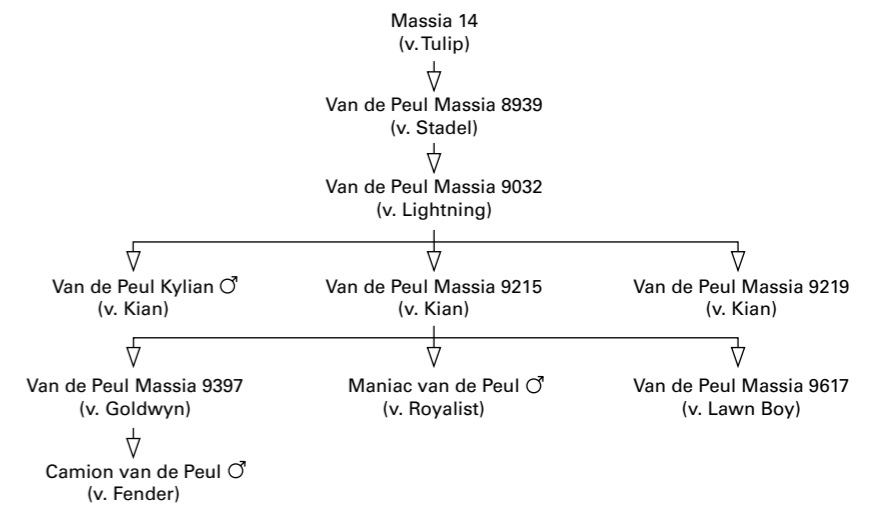 Massia 14
(v. Tulip)
Van de Peul Massia 8939
(v. Stadel)
Van de Peul Massia 9032
(v. Lightning)
Van de Peul Kylian ♂
(v. Kian)
Van de Peul Massia 9215
(v. Kian)
Van de Peul Massia 9219
(v. Kian)
Van de Peul Massia 9397
(v. Goldwyn)
Maniac van de Peul ♂
(v. Royalist)
Van de Peul Massia 9617
(v. Lawn Boy)
Camion van de Peul ♂
(v. Fender)